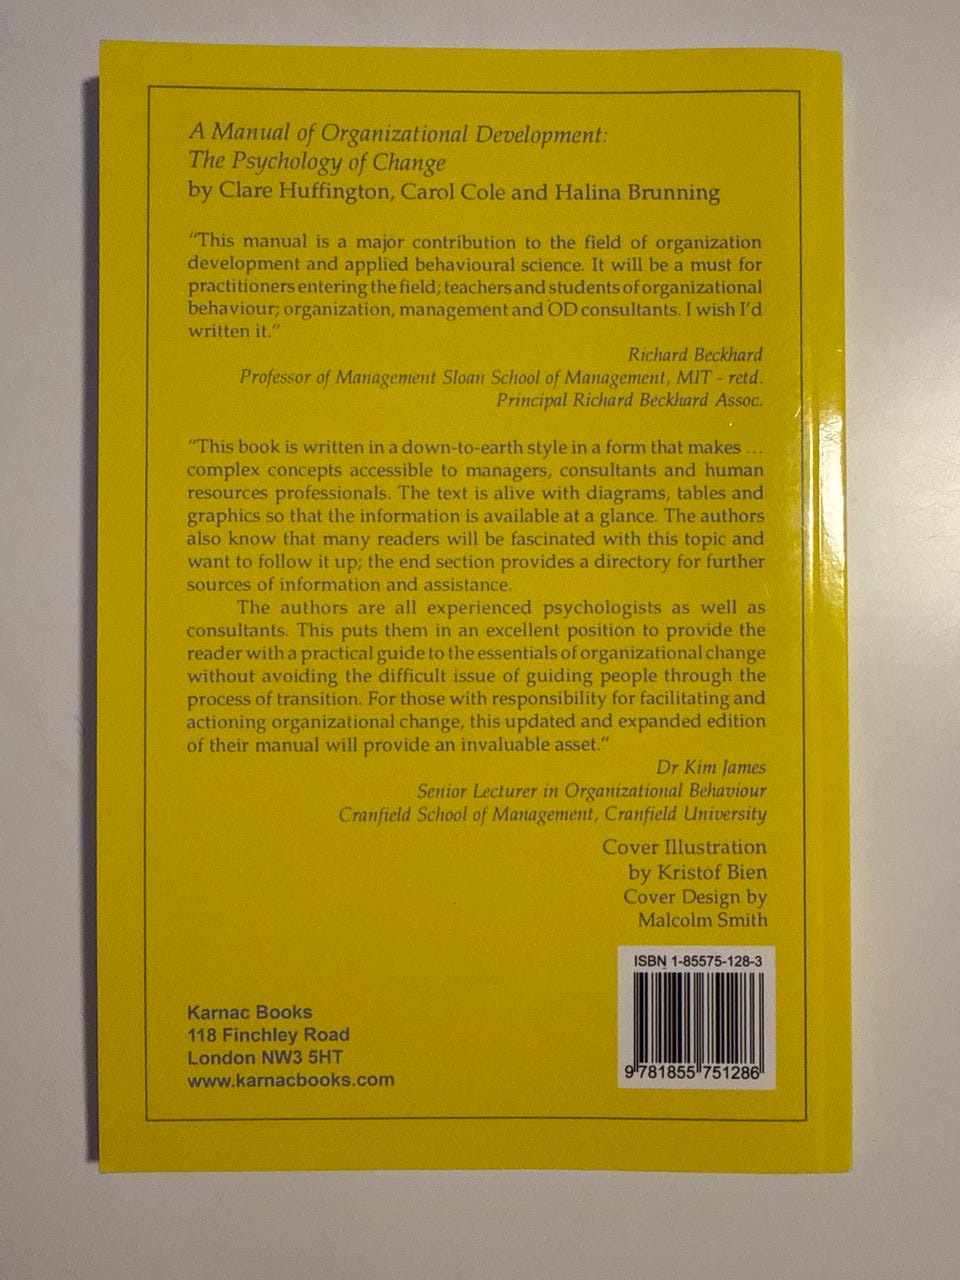 A Manual of Organizational Development:
The Psychology of Change
by Clare Huffington, Carol Cole and Halina Brunning
“This manual is a major contribution to the field of organization
development and applied behavioural science. It will be a must for
practitioners entering the field; teachers and students of organizational
behaviour; organization, management and OD consultants. I wish I’d
written it.”
Richard Beckhard
Professor of Management Sloan School of Management, MIT - retd.
Principal Richard Beckhard Assoc.
“This book is written in a down-to-earth style in a form that makes ...
complex concepts accessible to managers, consultants and human
resources professionals. The text is alive with diagrams, tables and
graphics so that the information is available at a glance. The authors
also know that many readers will be fascinated with this topic and
want to follow it up; the end section provides a directory for further
sources of information and assistance.
The authors are all experienced psychologists as well as
consultants. This puts them in an excellent position to provide the
reader with a practical guide to the essentials of organizational change
without avoiding the difficult issue of guiding people through the
process of transition. For those with responsibility for facilitating and
actioning organizational change, this updated and expanded edition
of their manual will provide an invaluable asset.”
Dr Kim James
Senior Lecturer in Organizational Behaviour
Cranfield School of Management, Cranfield University
Cover Illustration
by Kristof Bien
Cover Design by
Malcolm Smith
ISBN 1-85575-128-3
9 781855 751286
Karnac Books
118 Finchley Road
London NW3 5HT
www.karnacbooks.com